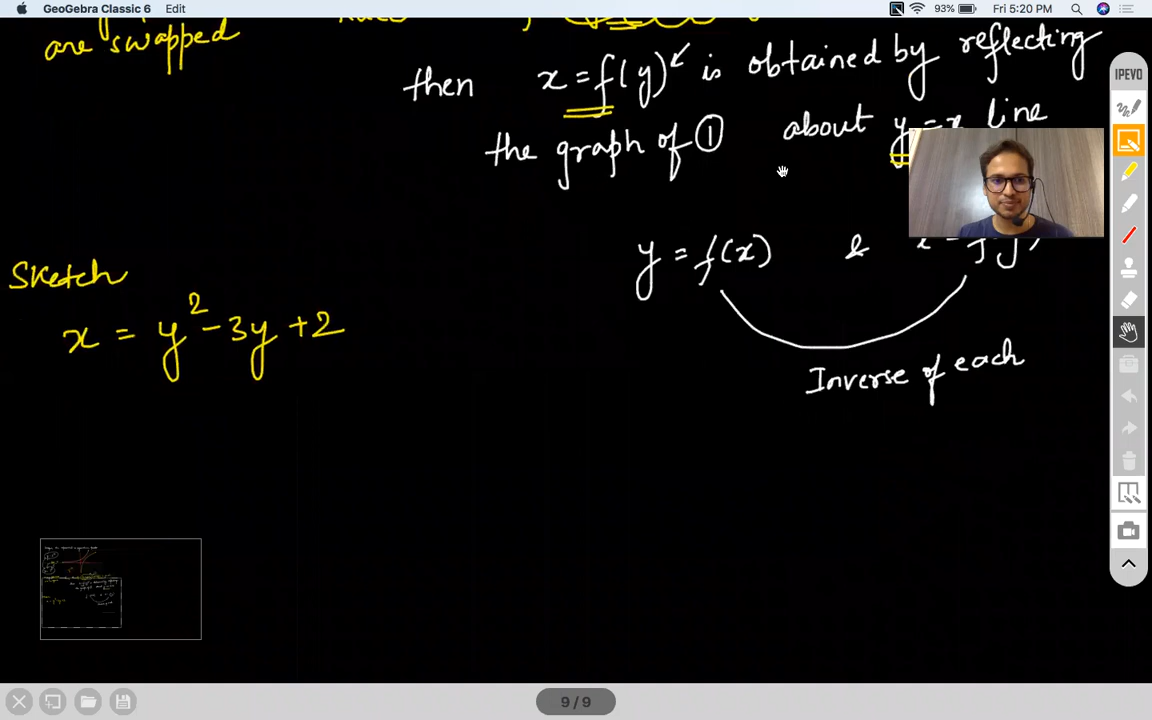 GeoGebra Classic 6 Edit 93% Fri 5:20 PM
are swapped
then x = f(y) is obtained by reflecting
the graph of ① about y = x line
IPEVO
y = f(x) &
Sketch
x = y² - 3y + 2
Inverse of each
9 / 9